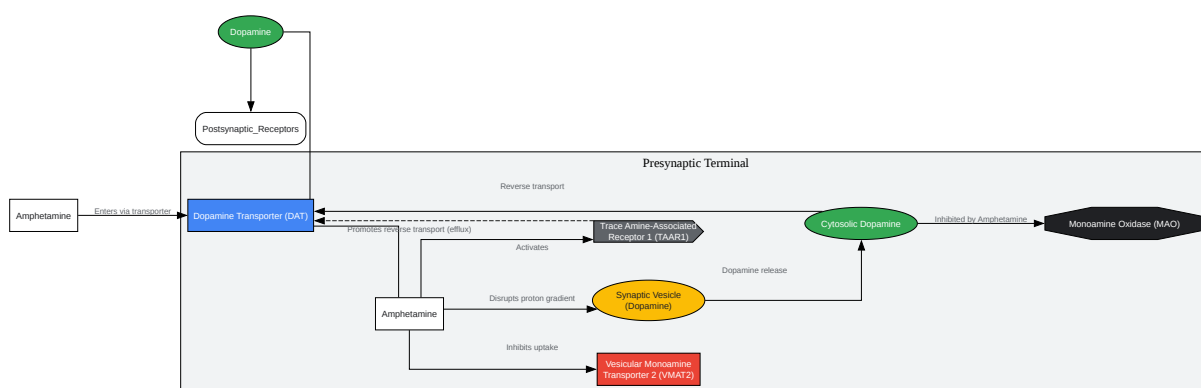 Dopamine
Postsynaptic_Receptors
Presynaptic Terminal
Reverse transport
Amphetamine
Enters via transporter
Dopamine Transporter (DAT)
Promotes reverse transport (efflux)
Trace Amine-Associated
Receptor 1 (TAAR1)
Activates
Cytosolic Dopamine
Inhibited by Amphetamine
Monoamine Oxidase (MAO)
Dopamine release
Amphetamine
Disrupts proton gradient
Synaptic Vesicle
(Dopamine)
Inhibits uptake
Vesicular Monoamine
Transporter 2 (VMAT2)